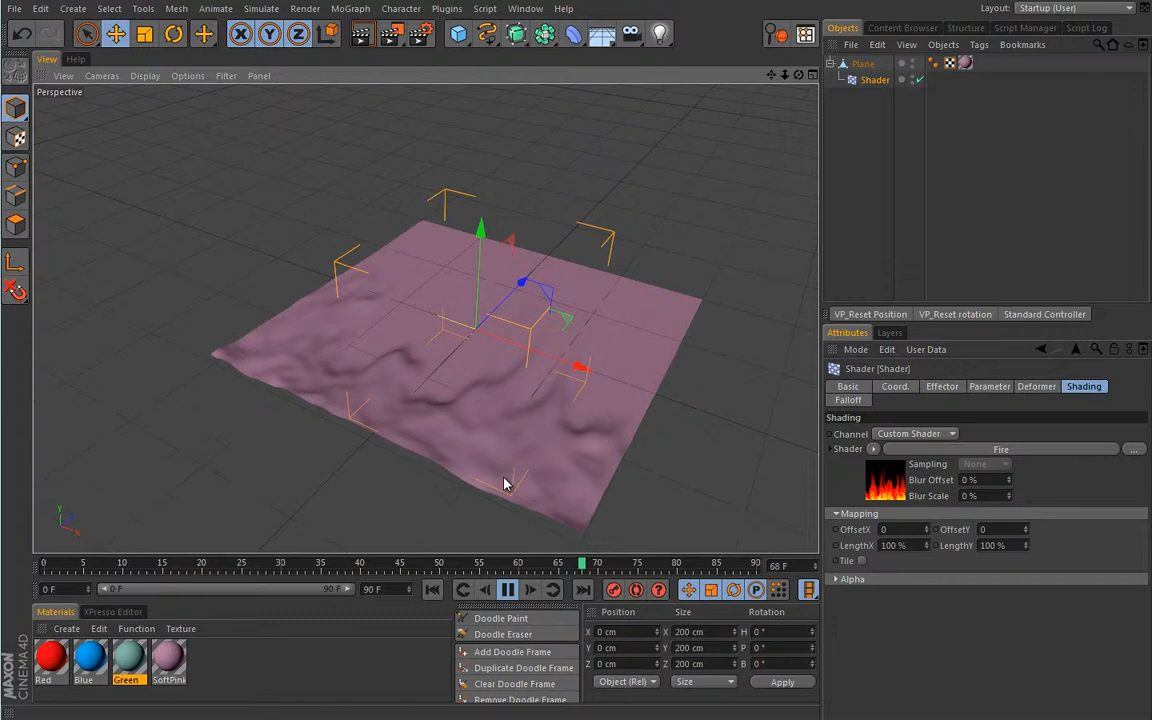 File Edit Create Select Tools Mesh Animate Simulate Render MoGraph Character Plugins Script Window Help Layout: Startup (User)
X Y Z
View Help
View Cameras Display Options Filter Panel
Perspective
Y
Z
X
Objects Content Browser Structure Script Manager Script Log
File Edit View Objects Tags Bookmarks
Plane
Shader
VP_Reset Position VP_Reset rotation Standard Controller
Attributes Layers
Mode Edit User Data
Shader [Shader]
Basic Coord. Effector Parameter Deformer Shading
Falloff
Shading
Channel Custom Shader
Shader Fire ...
Sampling None
Blur Offset 0 %
Blur Scale 0 %
Mapping
OffsetX 0 OffsetY 0
LengthX 100 % LengthY 100 %
Tile
Alpha
0 5 10 15 20 25 30 35 40 45 50 55 60 65 70 75 80 85 90 68 F
0 F 0 F 90 F 90 F
P
Materials XPresso Editor
Create Edit Function Texture
Red Blue Green SoftPink
MAXON
CINEMA 4D
Doodle Paint
Doodle Eraser
Add Doodle Frame
Duplicate Doodle Frame
Clear Doodle Frame
Remove Doodle Frame
Position Size Rotation
X 0 cm X 200 cm H 0 °
Y 0 cm Y 200 cm P 0 °
Z 0 cm Z 200 cm B 0 °
Object (Rel) Size Apply